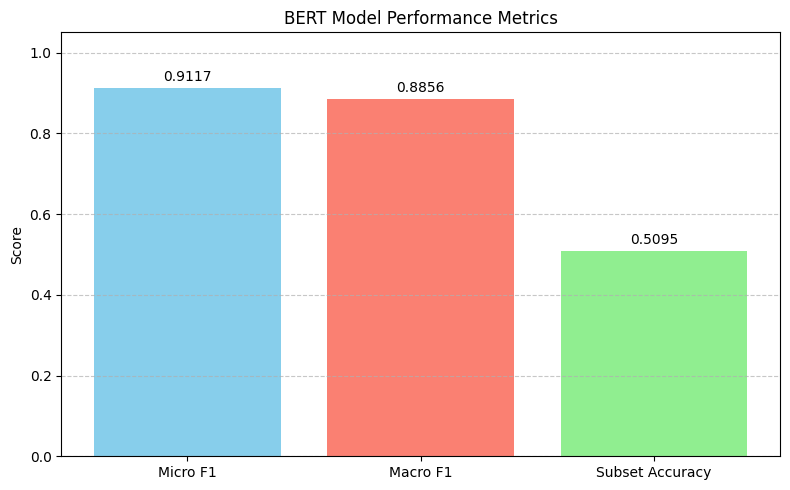 BERT Model Performance Metrics
Score
1.0
0.8
0.6
0.4
0.2
0.0
0.9117
0.8856
0.5095
Micro F1
Macro F1
Subset Accuracy